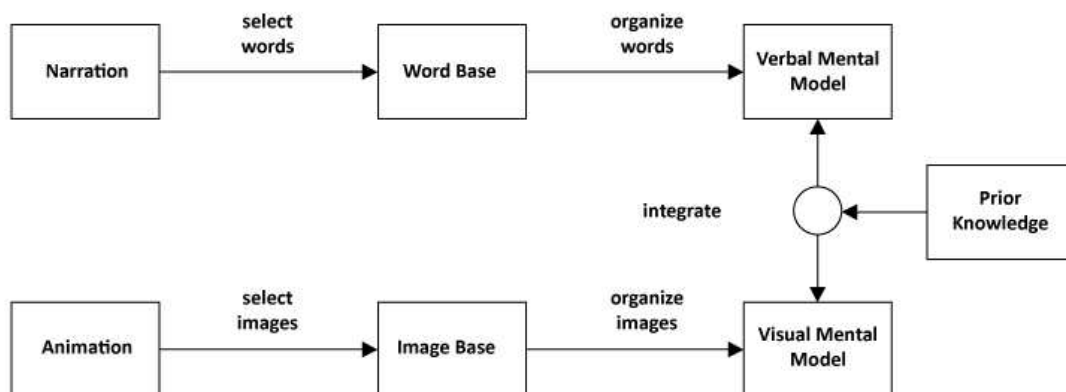 select
words
organize
words
Narration
Word Base
Verbal Mental
Model
integrate
Prior
Knowledge
select
images
organize
images
Animation
Image Base
Visual Mental
Model